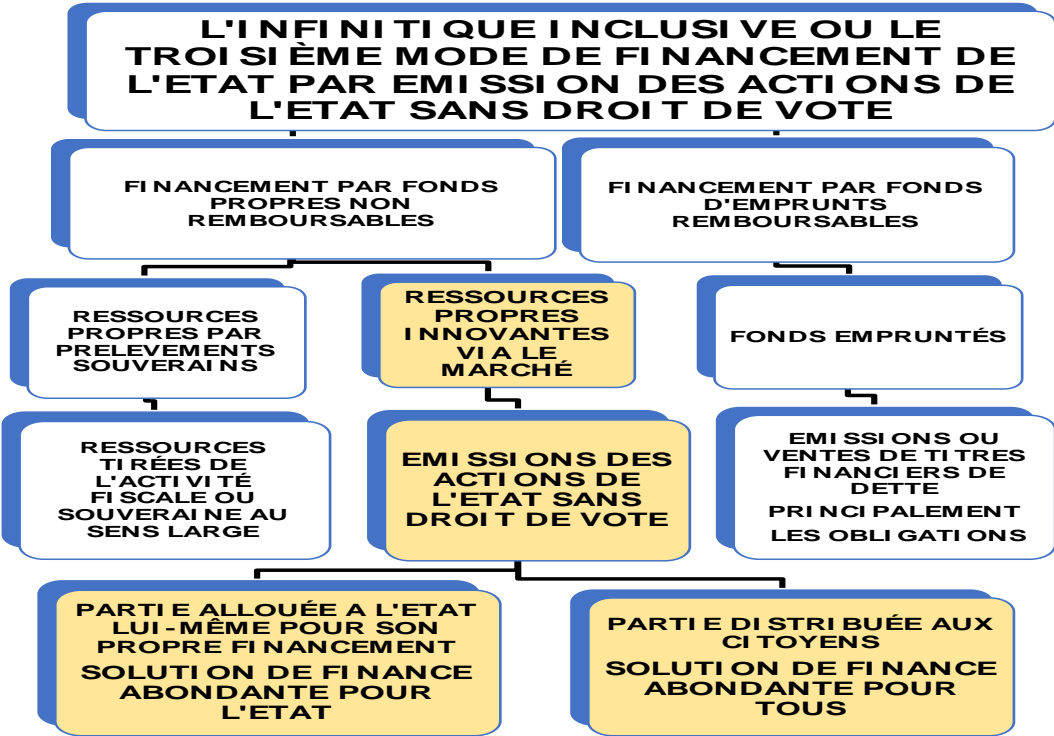 L'INFINITIQUE INCLUSIVE OU LE
TROISIÈME MODE DE FINANCEMENT DE
L'ETAT PAR EMISSION DES ACTIONS DE
L'ETAT SANS DROIT DE VOTE
FINANCEMENT PAR FONDS
PROPRES NON
REMBOURSABLES
FINANCEMENT PAR FONDS
D'EMPRUNTS
REMBOURSABLES
RESSOURCES
PROPRES PAR
PRELEVEMENTS
SOUVERAINS
RESSOURCES
PROPRES
INNOVANTES
VIA LE
MARCHÉ
FONDS EMPRUNTÉS
RESSOURCES
TIRÉES DE
L'ACTIVITÉ
FISCALE OU
SOUVERAINE AU
SENS LARGE
EMISSIONS DES
ACTIONS DE
L'ETAT SANS
DROIT DE VOTE
EMISSIONS OU
VENTES DE TITRES
FINANCIERS DE
DETTE
PRINCIPALEMENT
LES OBLIGATIONS
PARTIE ALLOUÉE A L'ETAT
LUI-MÊME POUR SON
PROPRE FINANCEMENT
SOLUTION DE FINANCE
ABONDANTE POUR
L'ETAT
PARTIE DISTRIBUÉE AUX
CITOYENS
SOLUTION DE FINANCE
ABONDANTE POUR
TOUS